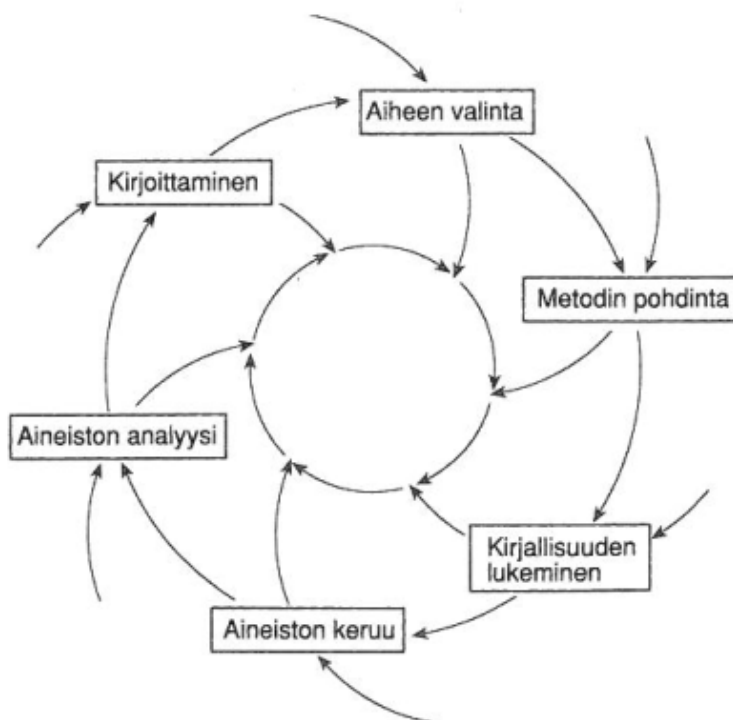 Aiheen valinta
Kirjoittaminen
Metodin pohdinta
Aineiston analyysi
Kirjallisuuden
lukeminen
Aineiston keruu